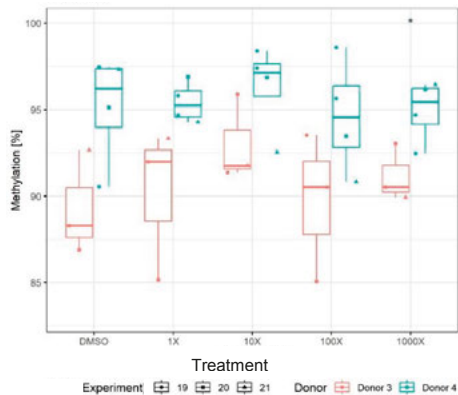 Methylation [%]
100
95
90
85
DMSO 1X 10X 100X 1000X
Treatment
Experiment 19 20 21 Donor Donor 3 Donor 4